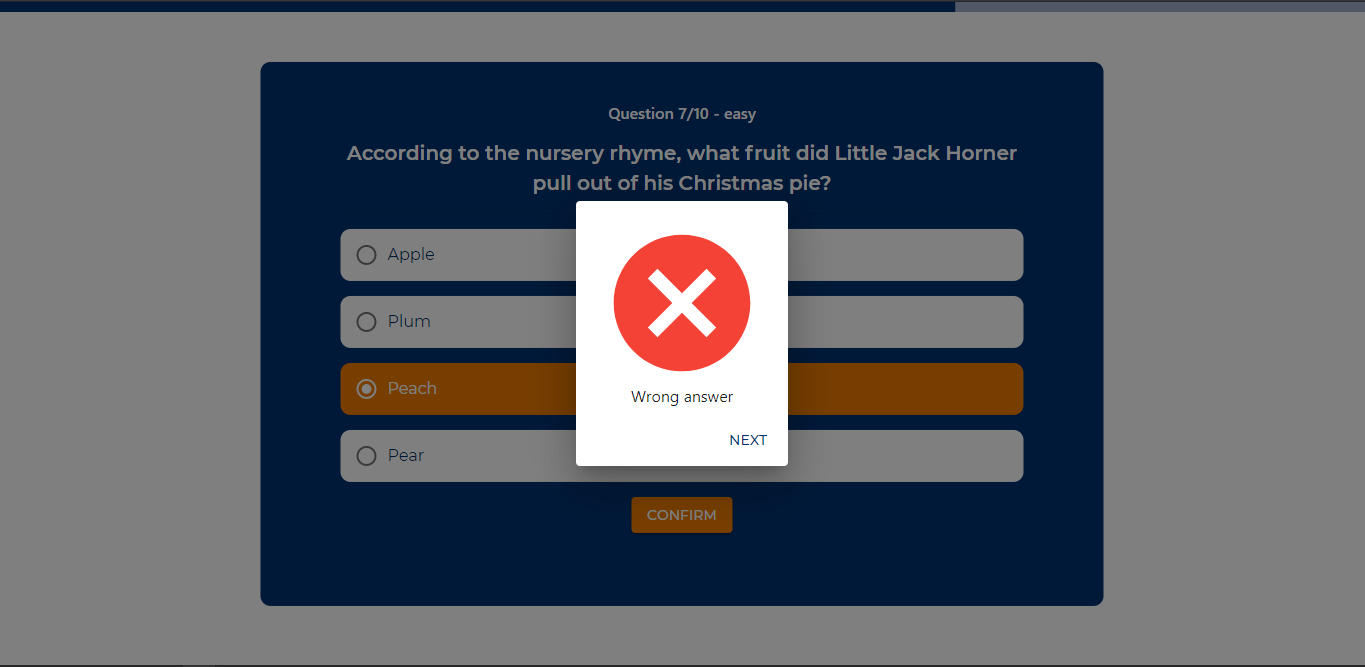 Question 7/10 - easy
According to the nursery rhyme, what fruit did Little Jack Horner
pull out of his Christmas pie?
Apple
Plum
Peach
Pear
Wrong answer
NEXT
CONFIRM